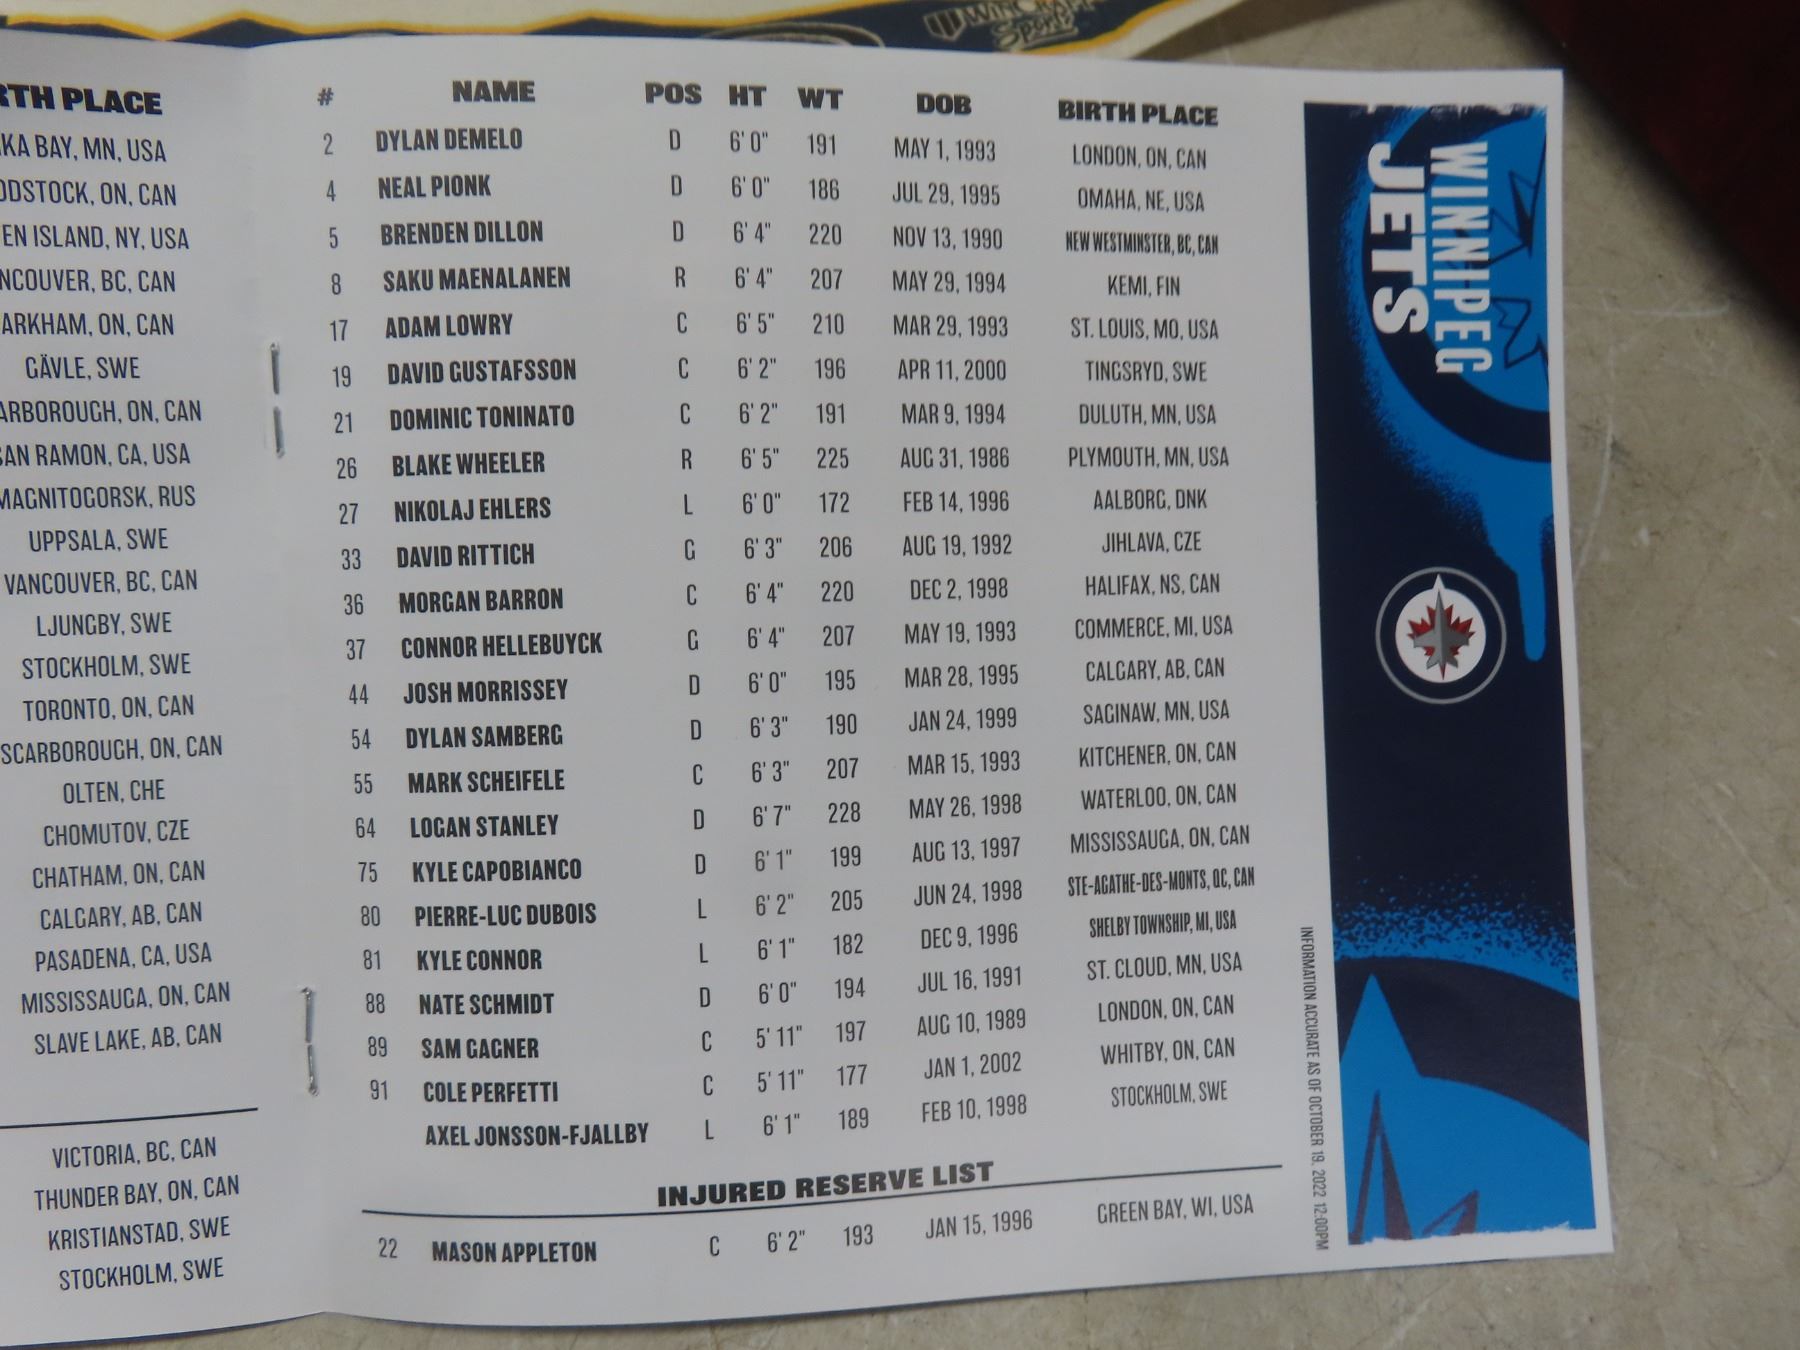 WINCRAFT
Sports
RTH PLACE
KA BAY, MN, USA
ODSTOCK, ON, CAN
EN ISLAND, NY, USA
NCOUVER, BC, CAN
ARKHAM, ON, CAN
GÄVLE, SWE
ARBOROUGH, ON, CAN
SAN RAMON, CA, USA
MAGNITOGORSK, RUS
UPPSALA, SWE
VANCOUVER, BC, CAN
LJUNGBY, SWE
STOCKHOLM, SWE
TORONTO, ON, CAN
SCARBOROUGH, ON, CAN
OLTEN, CHE
CHOMUTOV, CZE
CHATHAM, ON, CAN
CALGARY, AB, CAN
PASADENA, CA, USA
MISSISSAUGA, ON, CAN
SLAVE LAKE, AB, CAN
VICTORIA, BC, CAN
THUNDER BAY, ON, CAN
KRISTIANSTAD, SWE
STOCKHOLM, SWE
# NAME POS HT WT DOB BIRTH PLACE
2 DYLAN DEMELO D 6' 0" 191 MAY 1, 1993 LONDON, ON, CAN
4 NEAL PIONK D 6' 0" 186 JUL 29, 1995 OMAHA, NE, USA
5 BRENDEN DILLON D 6' 4" 220 NOV 13, 1990 NEW WESTMINSTER, BC, CAN
8 SAKU MAENALANEN R 6' 4" 207 MAY 29, 1994 KEMI, FIN
17 ADAM LOWRY C 6' 5" 210 MAR 29, 1993 ST. LOUIS, MO, USA
19 DAVID GUSTAFSSON C 6' 2" 196 APR 11, 2000 TINGSRYD, SWE
21 DOMINIC TONINATO C 6' 2" 191 MAR 9, 1994 DULUTH, MN, USA
26 BLAKE WHEELER R 6' 5" 225 AUG 31, 1986 PLYMOUTH, MN, USA
27 NIKOLAJ EHLERS L 6' 0" 172 FEB 14, 1996 AALBORG, DNK
33 DAVID RITTICH G 6' 3" 206 AUG 19, 1992 JIHLAVA, CZE
36 MORGAN BARRON C 6' 4" 220 DEC 2, 1998 HALIFAX, NS, CAN
37 CONNOR HELLEBUYCK G 6' 4" 207 MAY 19, 1993 COMMERCE, MI, USA
44 JOSH MORRISSEY D 6' 0" 195 MAR 28, 1995 CALGARY, AB, CAN
54 DYLAN SAMBERG D 6' 3" 190 JAN 24, 1999 SAGINAW, MN, USA
55 MARK SCHEIFELE C 6' 3" 207 MAR 15, 1993 KITCHENER, ON, CAN
64 LOGAN STANLEY D 6' 7" 228 MAY 26, 1998 WATERLOO, ON, CAN
75 KYLE CAPOBIANCO D 6' 1" 199 AUG 13, 1997 MISSISSAUGA, ON, CAN
80 PIERRE-LUC DUBOIS L 6' 2" 205 JUN 24, 1998 STE-AGATHE-DES-MONTS, QC, CAN
81 KYLE CONNOR L 6' 1" 182 DEC 9, 1996 SHELBY TOWNSHIP, MI, USA
88 NATE SCHMIDT D 6' 0" 194 JUL 16, 1991 ST. CLOUD, MN, USA
89 SAM GAGNER C 5' 11" 197 AUG 10, 1989 LONDON, ON, CAN
91 COLE PERFETTI C 5' 11" 177 JAN 1, 2002 WHITBY, ON, CAN
AXEL JONSSON-FJALLBY L 6' 1" 189 FEB 10, 1998 STOCKHOLM, SWE
INJURED RESERVE LIST
22 MASON APPLETON C 6' 2" 193 JAN 15, 1996 GREEN BAY, WI, USA
INFORMATION ACCURATE AS OF OCTOBER 19, 2022 12:00PM
WINNIPEG
JETS